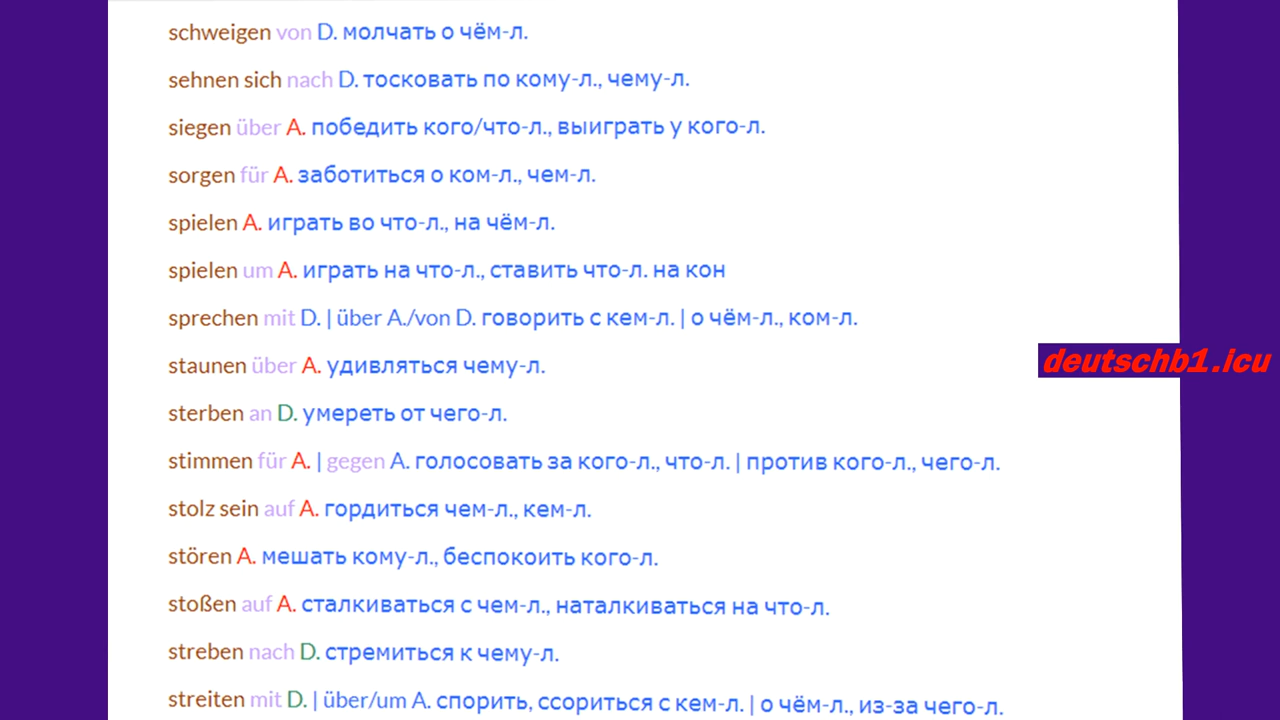 schweigen von D. молчать о чём-л.
sehnen sich nach D. тосковать по кому-л., чему-л.
siegen über A. победить кого/что-л., выиграть у кого-л.
sorgen für A. заботиться о ком-л., чем-л.
spielen A. играть во что-л., на чём-л.
spielen um A. играть на что-л., ставить что-л. на кон
sprechen mit D. | über A./von D. говорить с кем-л. | о чём-л., ком-л.
deutschb1.icu
staunen über A. удивляться чему-л.
sterben an D. умереть от чего-л.
stimmen für A. | gegen A. голосовать за кого-л., что-л. | против кого-л., чего-л.
stolz sein auf A. гордиться чем-л., кем-л.
stören A. мешать кому-л., беспокоить кого-л.
stoßen auf A. сталкиваться с чем-л., наталкиваться на что-л.
streben nach D. стремиться к чему-л.
streiten mit D. | über/um A. спорить, ссориться с кем-л. | о чём-л., из-за чего-л.